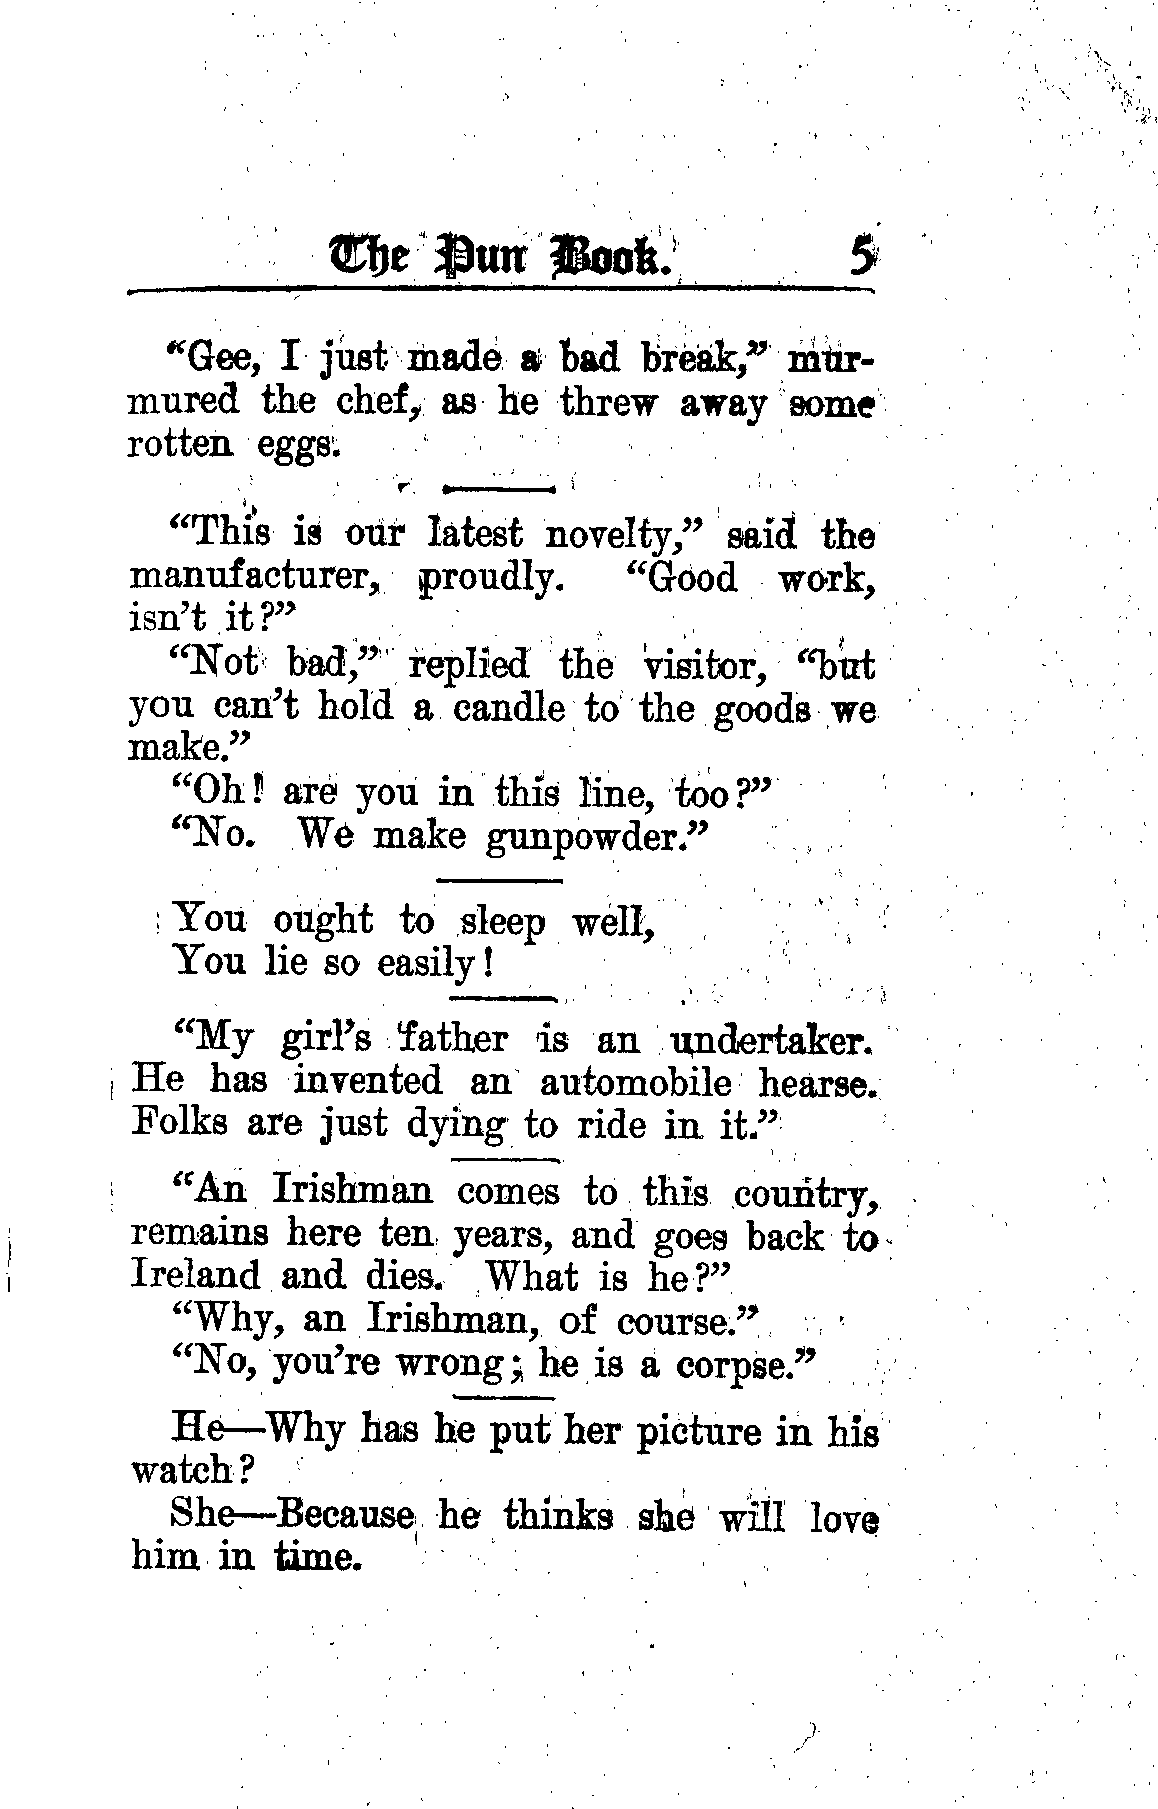 The Pun Book. 5
“Gee, I just made a bad break,” mur-
mured the chef, as he threw away some
rotten eggs.
“This is our latest novelty,” said the
manufacturer, proudly. “Good work,
isn’t it?”
“Not bad,” replied the visitor, “but
you can’t hold a candle to the goods we
make.”
“Oh! are you in this line, too?”
“No. We make gunpowder.”
You ought to sleep well,
You lie so easily!
“My girl’s father is an undertaker.
He has invented an automobile hearse.
Folks are just dying to ride in it.”
“An Irishman comes to this country,
remains here ten years, and goes back to
Ireland and dies. What is he?”
“Why, an Irishman, of course.”
“No, you’re wrong; he is a corpse.”
He—Why has he put her picture in his
watch?
She—Because he thinks she will love
him in time.